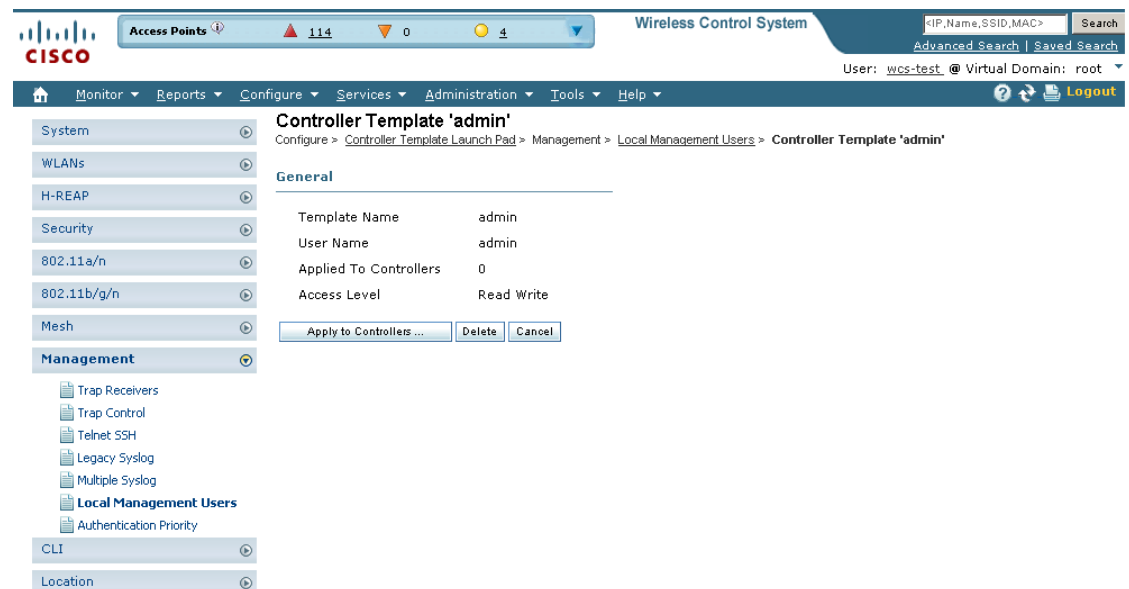 CISCO
Access Points 114 0 4
Wireless Control System
<IP,Name,SSID,MAC> Search
Advanced Search | Saved Search
User: wcs-test @ Virtual Domain: root
Monitor Reports Configure Services Administration Tools Help Logout
System
WLANs
H-REAP
Security
802.11a/n
802.11b/g/n
Mesh
Management
Trap Receivers
Trap Control
Telnet SSH
Legacy Syslog
Multiple Syslog
Local Management Users
Authentication Priority
CLI
Location
Controller Template 'admin'
Configure > Controller Template Launch Pad > Management > Local Management Users > Controller Template 'admin'
General
Template Name admin
User Name admin
Applied To Controllers 0
Access Level Read Write
Apply to Controllers ... Delete Cancel